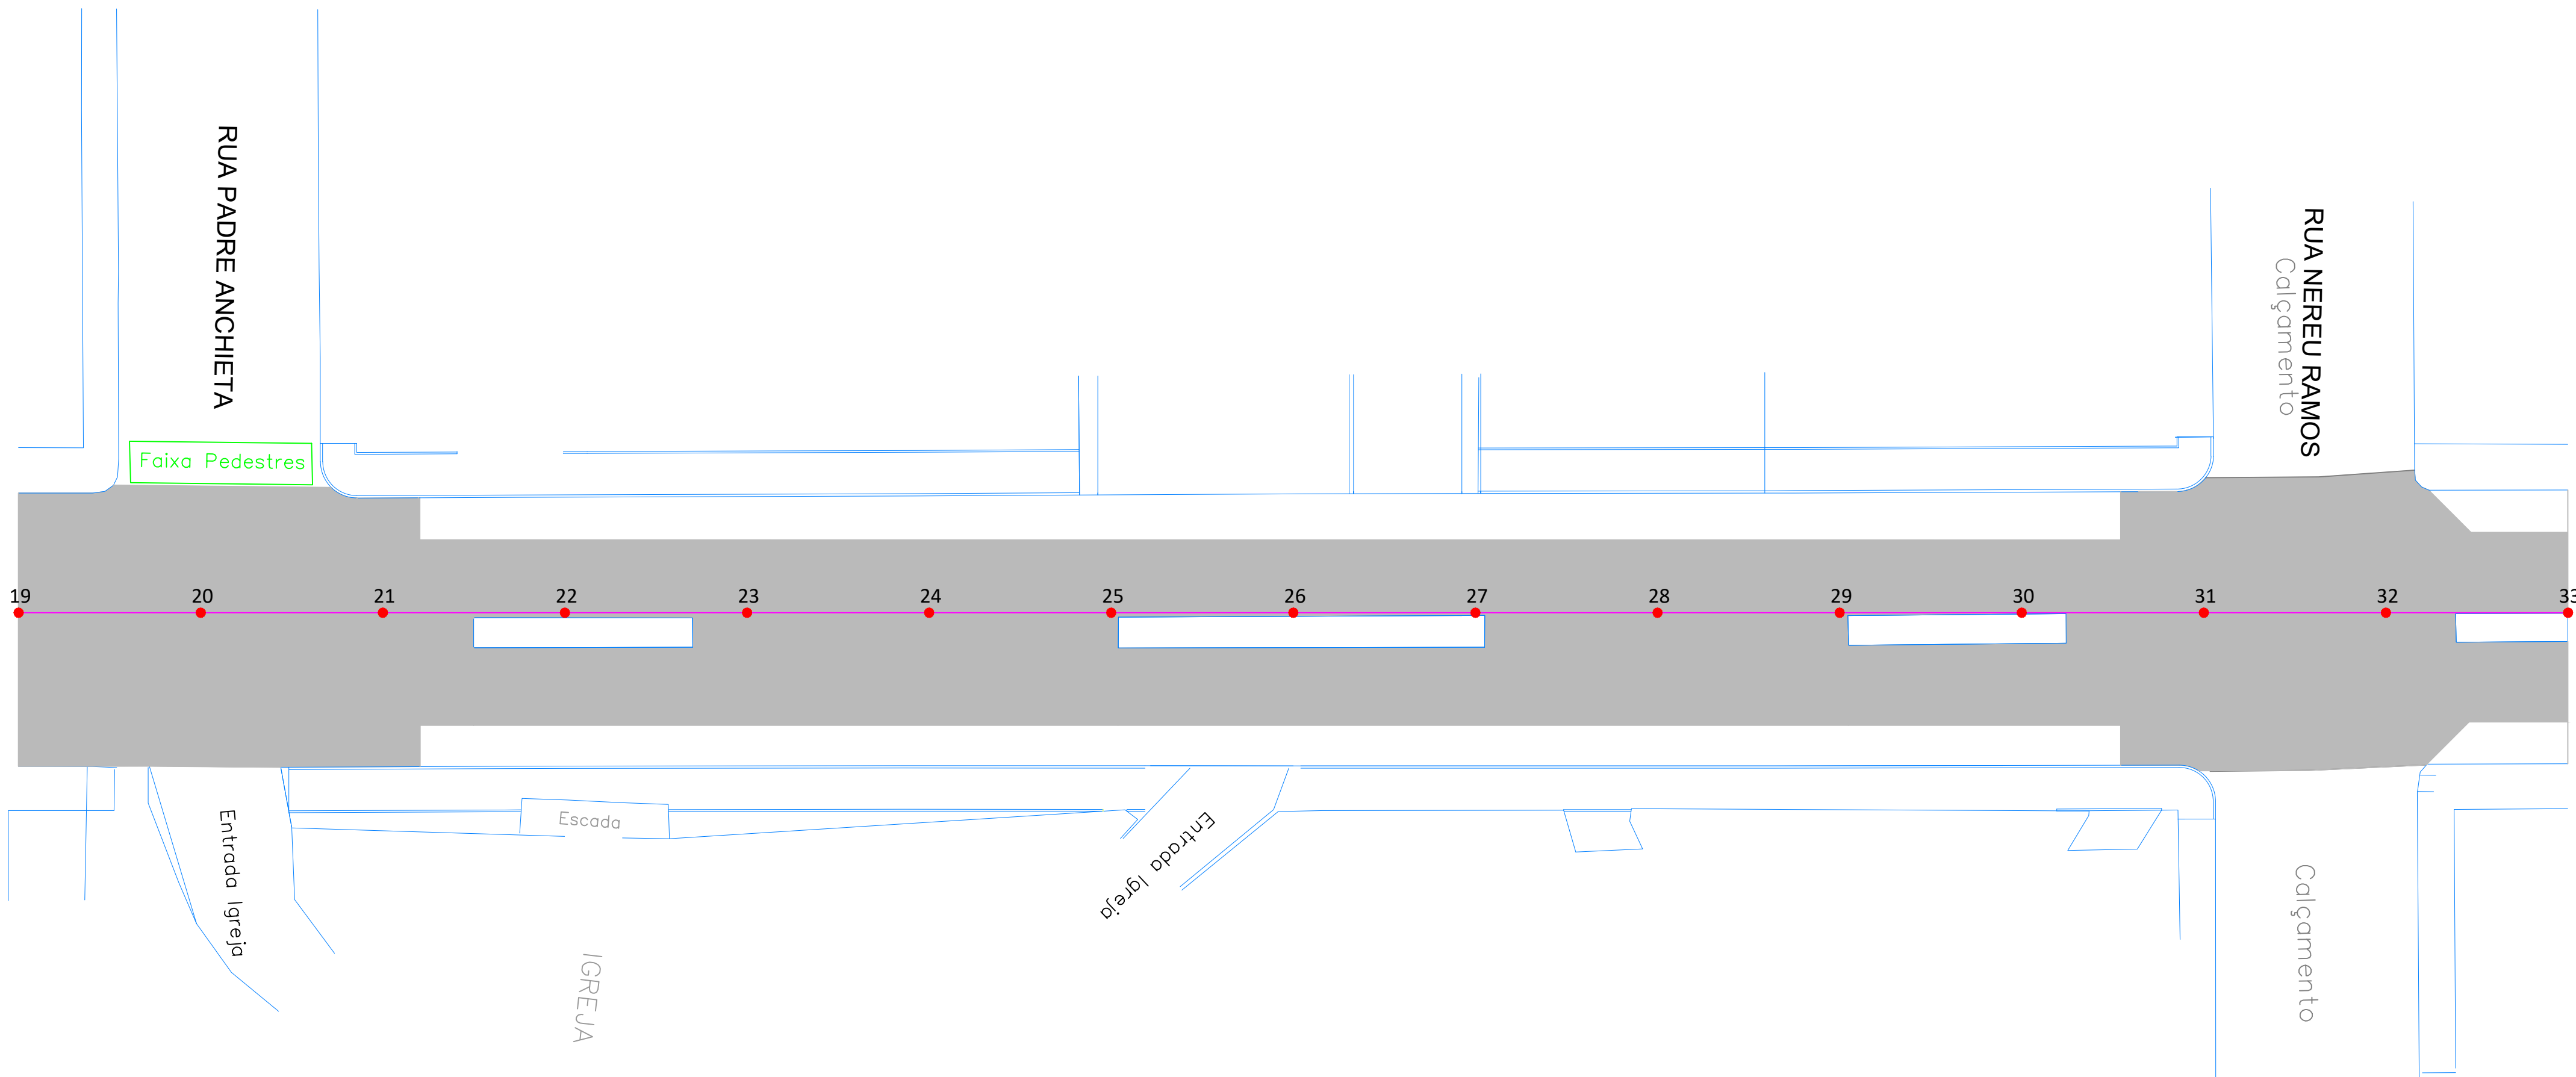 RUA PADRE ANCHIETA
RUA NEREU RAMOS
Calçamento
Faixa Pedestres
19 20 21 22 23 24 25 26 27 28 29 30 31 32 33
Entrada Igreja
Escada
Entrada Igreja
Calçamento
IGREJA